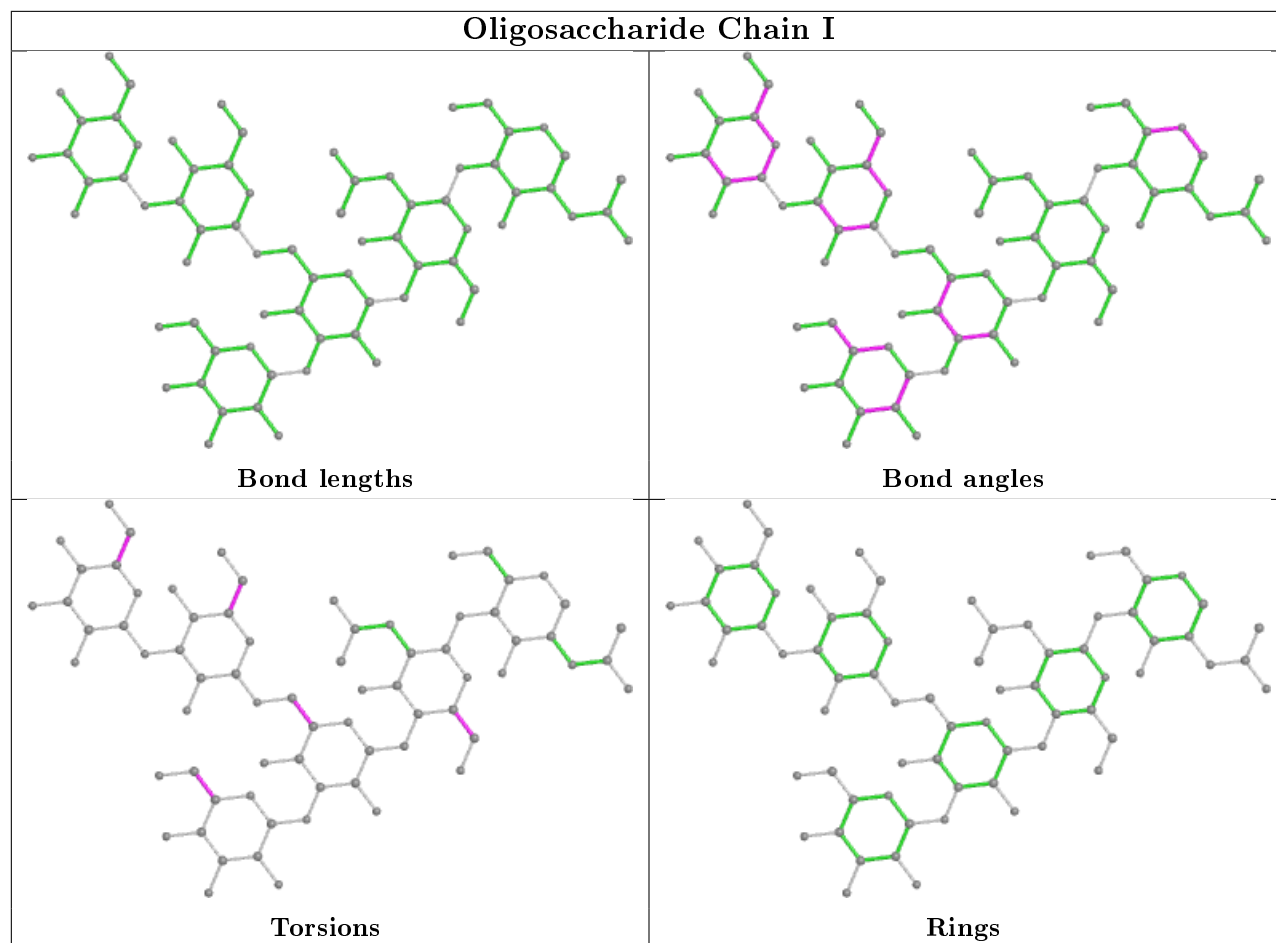 Oligosaccharide Chain I
Bond lengths
Bond angles
Torsions
Rings